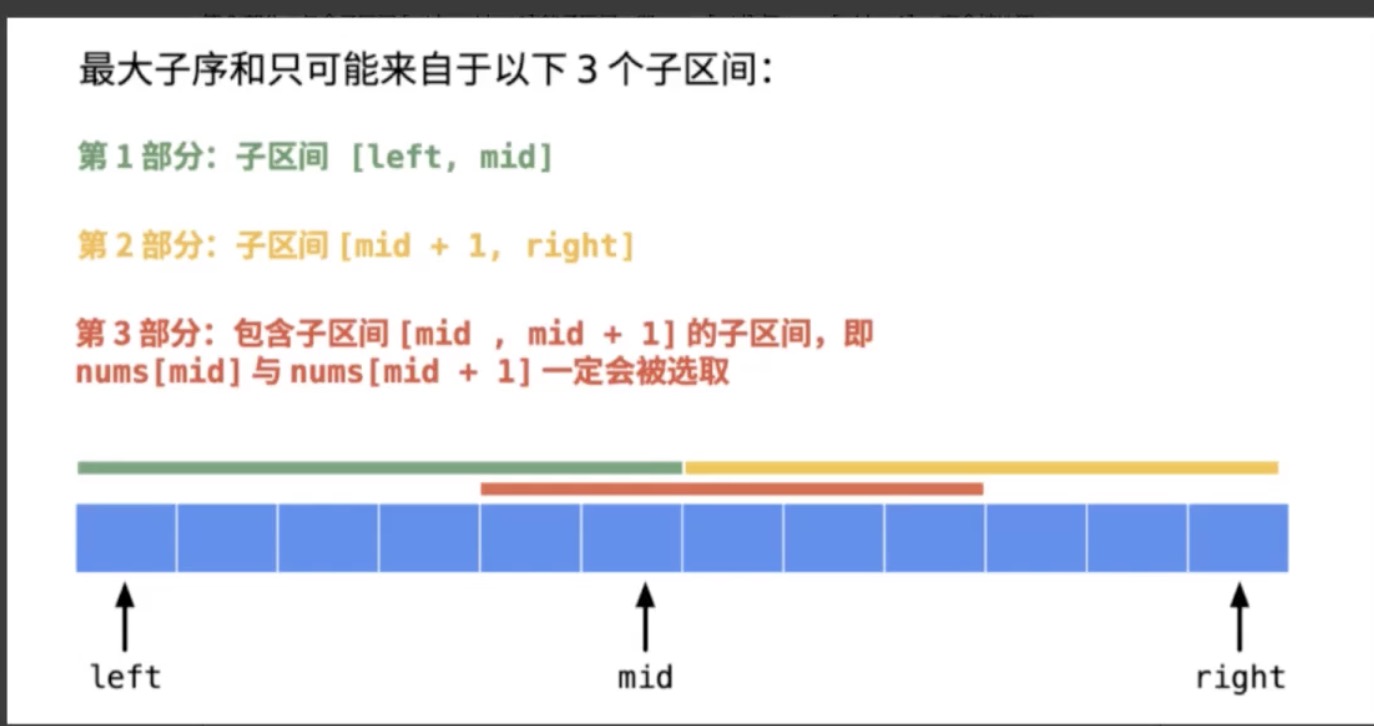 最大子序和只可能来自于以下 3 个子区间：
第 1 部分：子区间 [left, mid]
第 2 部分：子区间 [mid + 1, right]
第 3 部分：包含子区间 [mid , mid + 1] 的子区间，即
nums[mid] 与 nums[mid + 1] 一定会被选取
left mid right